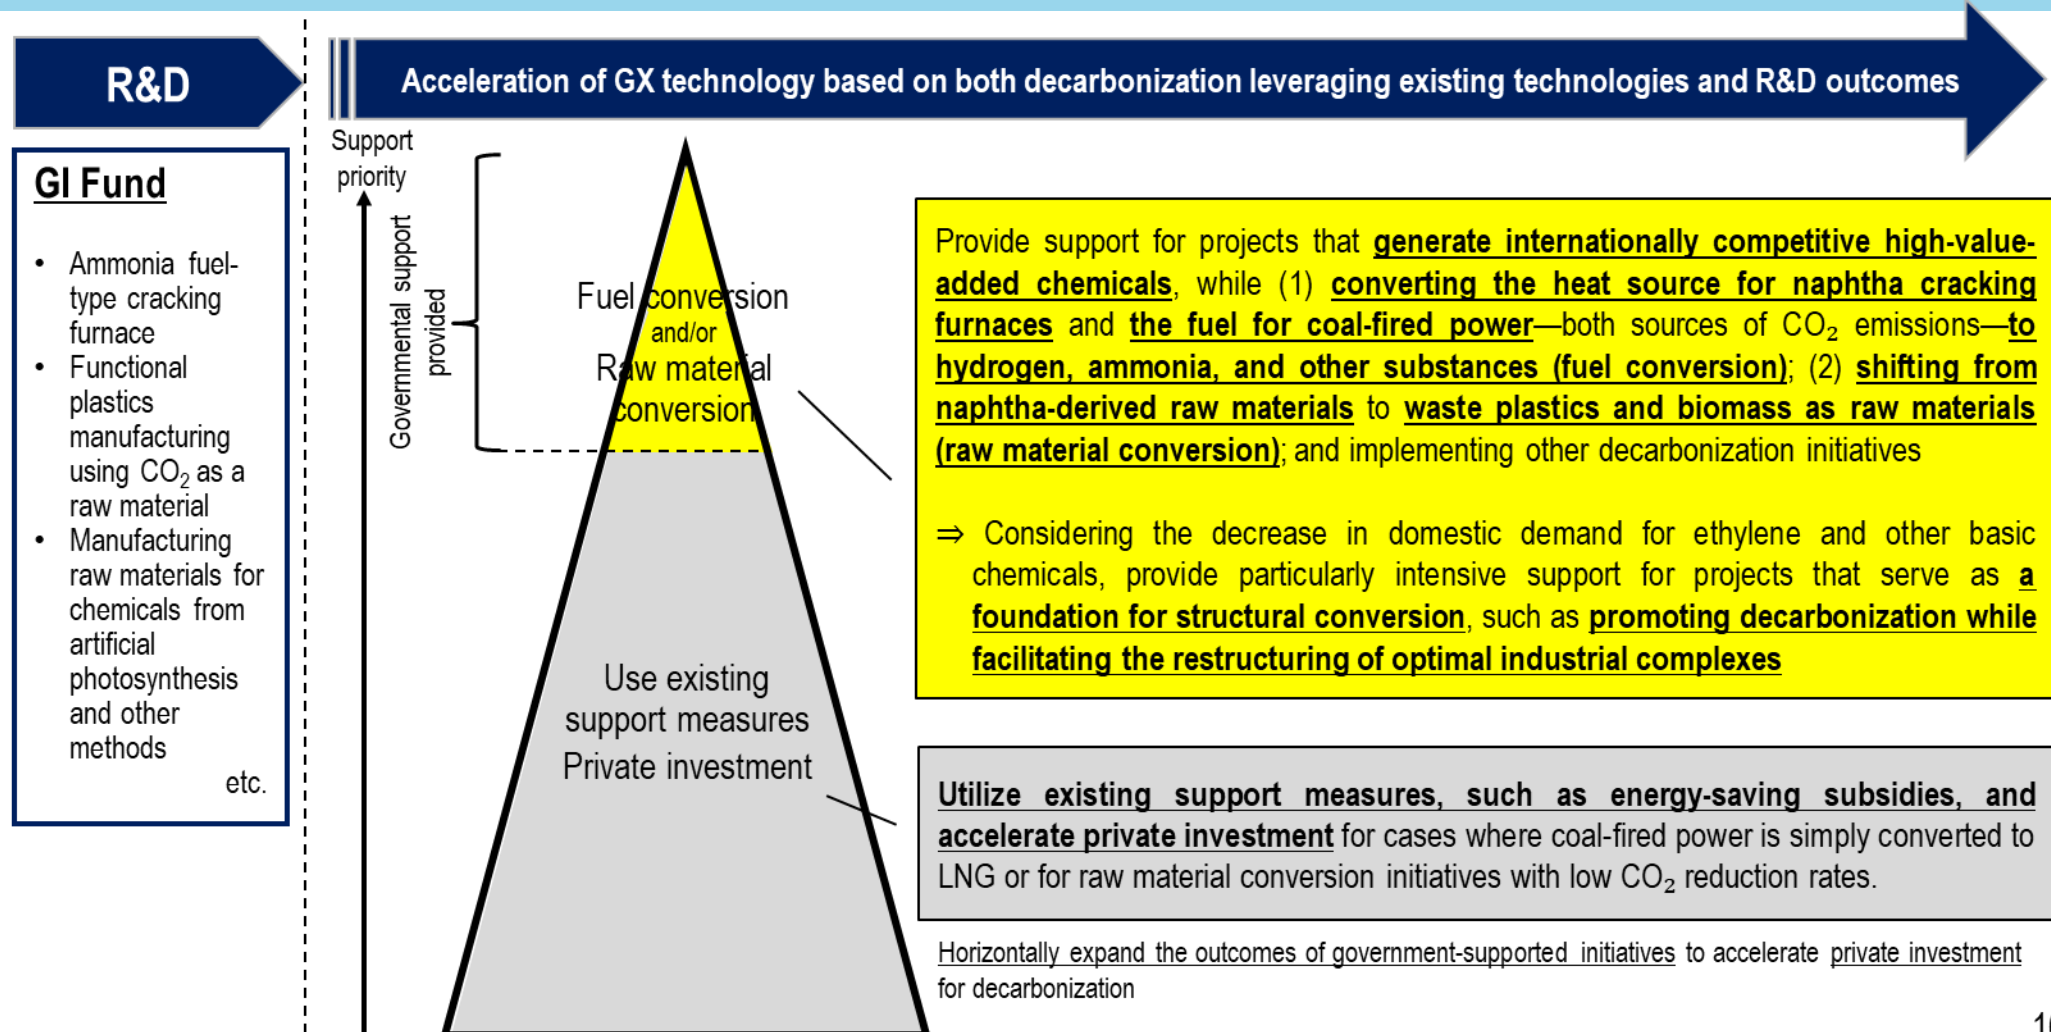 R&D
Acceleration of GX technology based on both decarbonization leveraging existing technologies and R&D outcomes
GI Fund
• Ammonia fuel-
type cracking
furnace
• Functional
plastics
manufacturing
using CO₂ as a
raw material
• Manufacturing
raw materials for
chemicals from
artificial
photosynthesis
and other
methods
etc.
Support
priority
Governmental support
provided
Fuel conversion
and/or
Raw material
conversion
Use existing
support measures
Private investment
Provide support for projects that generate internationally competitive high-value-
added chemicals, while (1) converting the heat source for naphtha cracking
furnaces and the fuel for coal-fired power—both sources of CO₂ emissions—to
hydrogen, ammonia, and other substances (fuel conversion); (2) shifting from
naphtha-derived raw materials to waste plastics and biomass as raw materials
(raw material conversion); and implementing other decarbonization initiatives
⇒ Considering the decrease in domestic demand for ethylene and other basic
chemicals, provide particularly intensive support for projects that serve as a
foundation for structural conversion, such as promoting decarbonization while
facilitating the restructuring of optimal industrial complexes
Utilize existing support measures, such as energy-saving subsidies, and
accelerate private investment for cases where coal-fired power is simply converted to
LNG or for raw material conversion initiatives with low CO₂ reduction rates.
Horizontally expand the outcomes of government-supported initiatives to accelerate private investment
for decarbonization